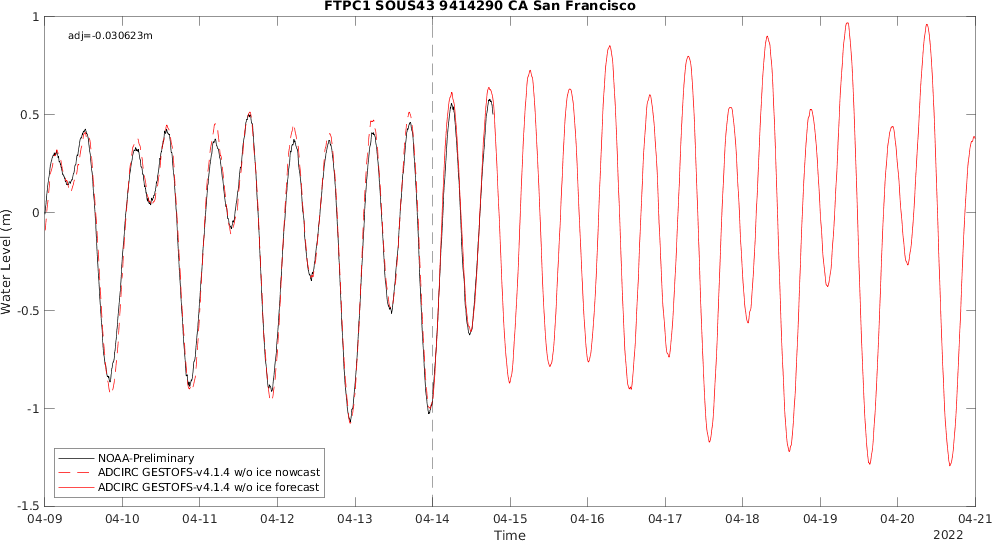 FTPC1 SOUS43 9414290 CA San Francisco
adj=-0.030623m
1
0.5
0
-0.5
-1
-1.5
Water Level (m)
NOAA-Preliminary
ADCIRC GESTOFS-v4.1.4 w/o ice nowcast
ADCIRC GESTOFS-v4.1.4 w/o ice forecast
04-09 04-10 04-11 04-12 04-13 04-14 04-15 04-16 04-17 04-18 04-19 04-20 04-21
Time
2022